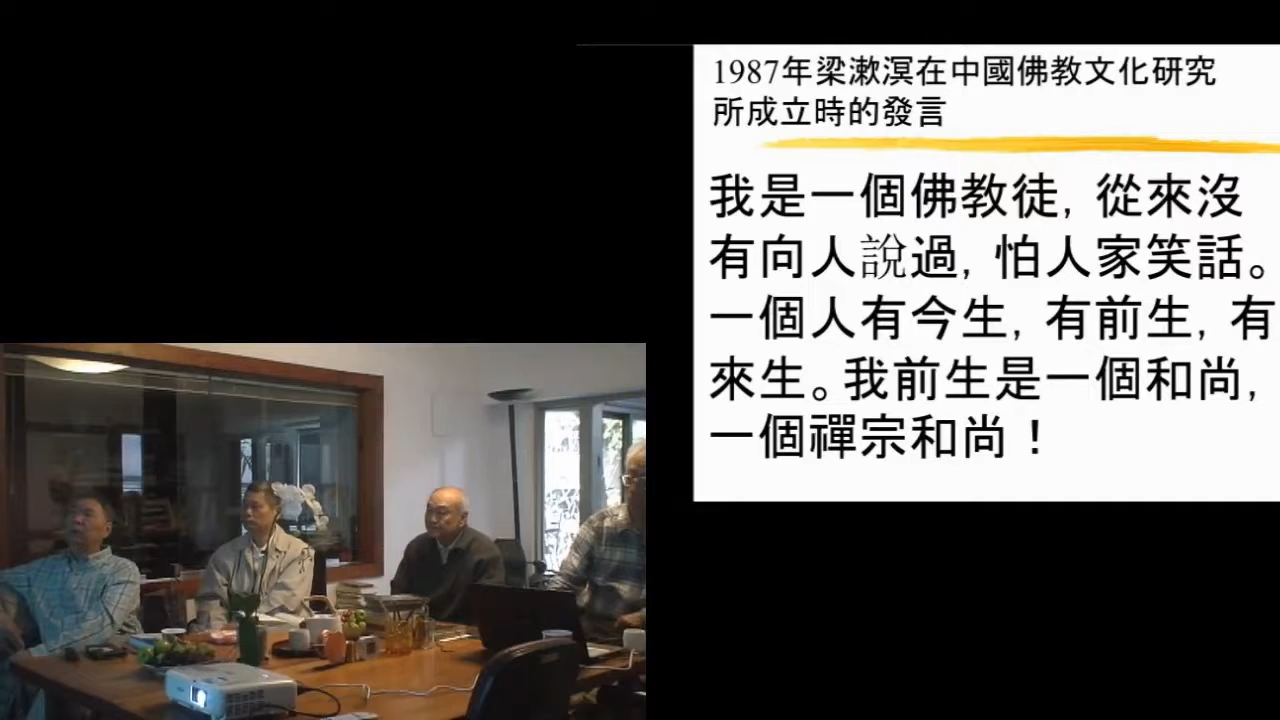 1987年梁漱溟在中國佛教文化研究
所成立時的發言
我是一個佛教徒, 從來沒
有向人說過, 怕人家笑話。
一個人有今生, 有前生, 有
來生。我前生是一個和尚,
一個禪宗和尚！